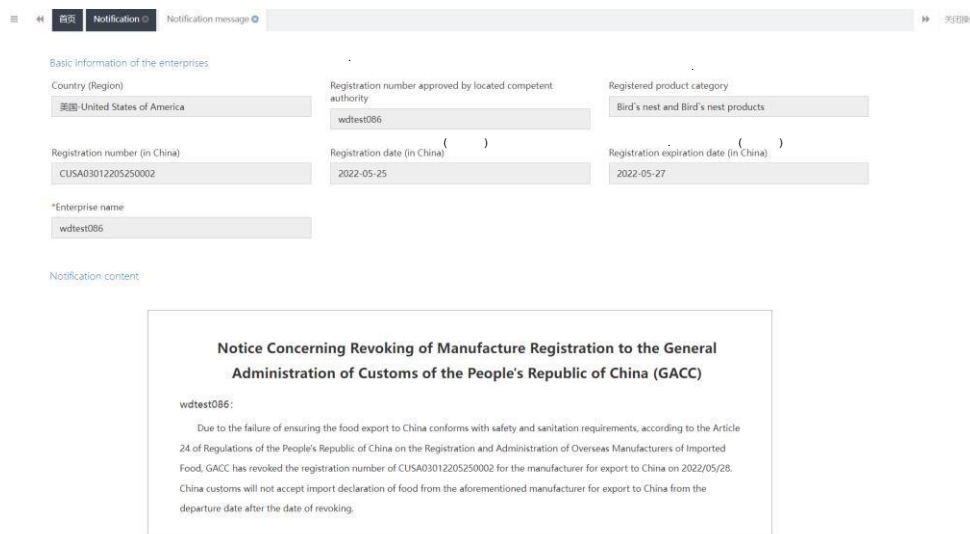 首页 Notification Notification message
Basic information of the enterprises
Country (Region) Registration number approved by located competent authority Registered product category
美国-United States of America wdtest086 Bird's nest and Bird's nest products
Registration number (in China) Registration date (in China) Registration expiration date (in China)
CUSA03012205250002 2022-05-25 2022-05-27
*Enterprise name
wdtest086
Notification content
Notice Concerning Revoking of Manufacture Registration to the General
Administration of Customs of the People's Republic of China (GACC)
wdtest086:
Due to the failure of ensuring the food export to China conforms with safety and sanitation requirements, according to the Article
24 of Regulations of the People's Republic of China on the Registration and Administration of Overseas Manufacturers of Imported
Food, GACC has revoked the registration number of CUSA03012205250002 for the manufacturer for export to China on 2022/05/28.
China customs will not accept import declaration of food from the aforementioned manufacturer for export to China from the
departure date after the date of revoking.